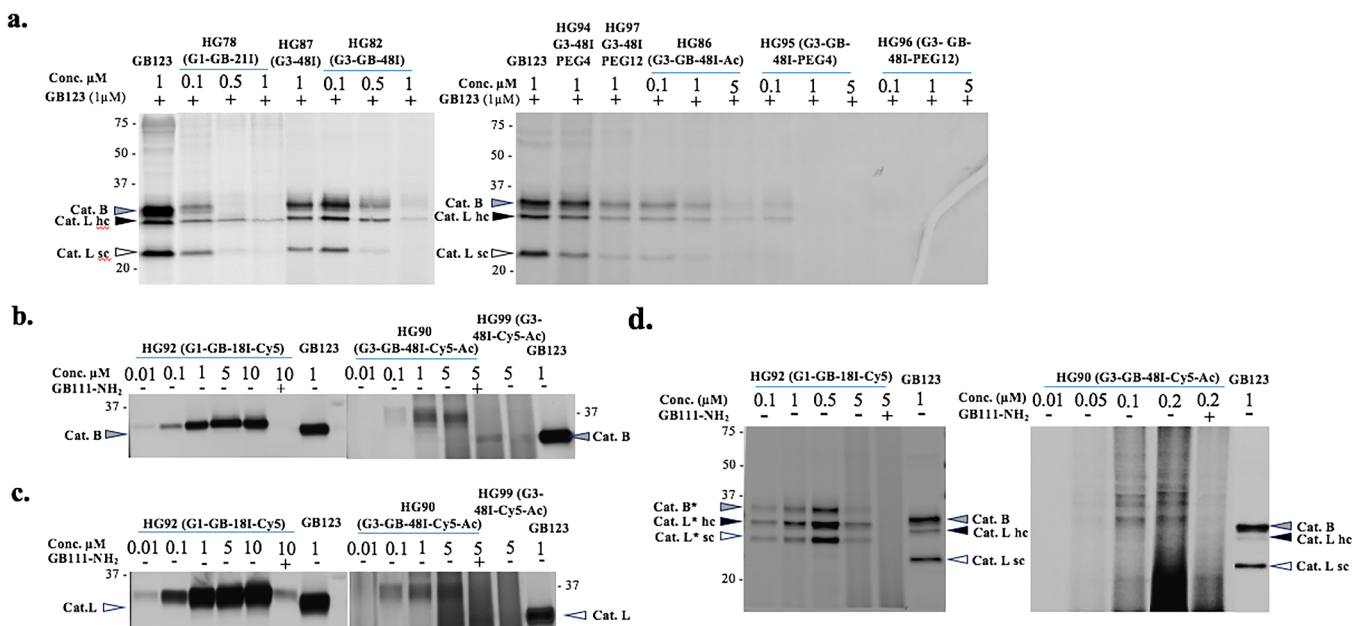 a.
HG78
(G1-GB-21I)
HG87
(G3-48I)
HG82
(G3-GB-48I)
GB123
Conc. µM 1 0.1 0.5 1 1 0.1 0.5 1
GB123 (1µM) + + + + + + + +
75 -
50 -
37 -
Cat. B
Cat. L hc
Cat. L sc
20 -
HG94
G3-48I
PEG4
HG97
G3-48I
PEG12
HG86
(G3-GB-48I-Ac)
HG95 (G3-GB-
48I-PEG4)
HG96 (G3- GB-
48I-PEG12)
GB123
Conc. µM 1 1 1 0.1 1 5 0.1 1 5 0.1 1 5
GB123 (1µM) + + + + + + + + + + + +
75 -
50 -
37 -
Cat. B
Cat. L hc
Cat. L sc
20 -
b.
HG92 (G1-GB-18I-Cy5) GB123
HG90
(G3-GB-48I-Cy5-Ac)
HG99 (G3-
48I-Cy5-Ac)
GB123
Conc. µM 0.01 0.1 1 5 10 10 1 0.01 0.1 1 5 5 5 1
GB111-NH2 - - - - - + - - - - - + - -
37 -
- 37
Cat. B
Cat. B
c.
HG92 (G1-GB-18I-Cy5) GB123
HG90
(G3-GB-48I-Cy5-Ac)
HG99 (G3-
48I-Cy5-Ac)
GB123
Conc. µM 0.01 0.1 1 5 10 10 1 0.01 0.1 1 5 5 5 1
GB111-NH2 - - - - - + - - - - - + - -
37 -
- 37
Cat.L
Cat. L
d.
HG92 (G1-GB-18I-Cy5) GB123
Conc. (µM) 0.1 1 0.5 5 5 1
GB111-NH2 - - - - + -
75 -
50 -
37 -
Cat. B*
Cat. L* hc
Cat. L* sc
20 -
Cat. B
Cat. L hc
Cat. L sc
HG90 (G3-GB-48I-Cy5-Ac) GB123
Conc. (µM) 0.01 0.05 0.1 0.2 0.2 1
GB111-NH2 - - - - + -
Cat. B
Cat. L hc
Cat. L sc